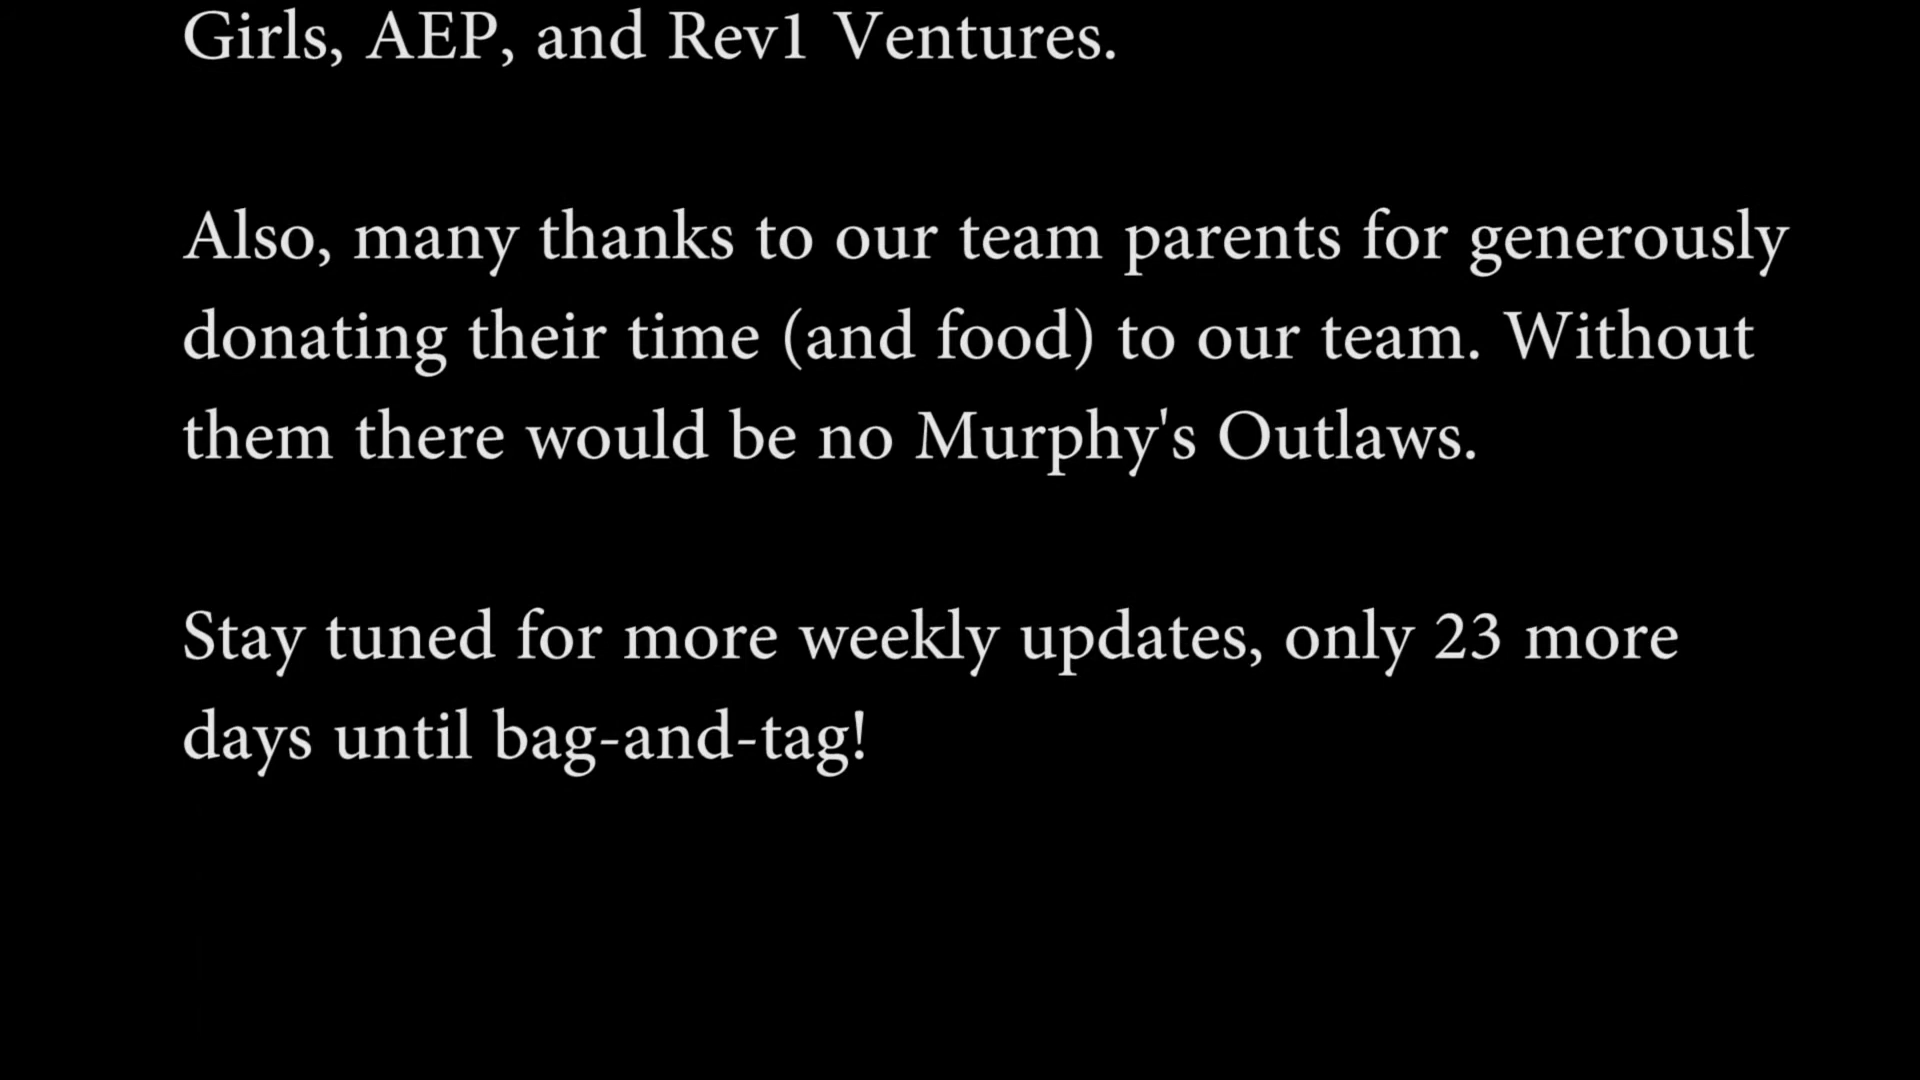 Girls, AEP, and Rev1 Ventures.
Also, many thanks to our team parents for generously
donating their time (and food) to our team. Without
them there would be no Murphy's Outlaws.
Stay tuned for more weekly updates, only 23 more
days until bag-and-tag!